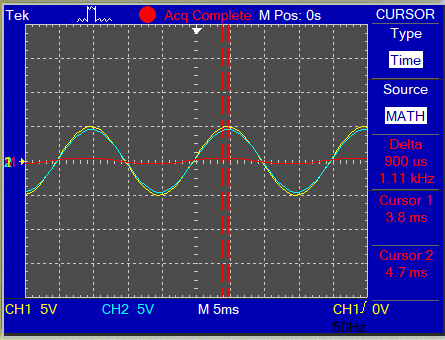 Tek Acq Complete M Pos: 0s CURSOR
Type
Time
Source
MATH
Delta
900 us
1.11 kHz
Cursor 1
3.8 ms
Cursor 2
4.7 ms
CH1 5V CH2 5V M 5ms CH1 0V
50Hz